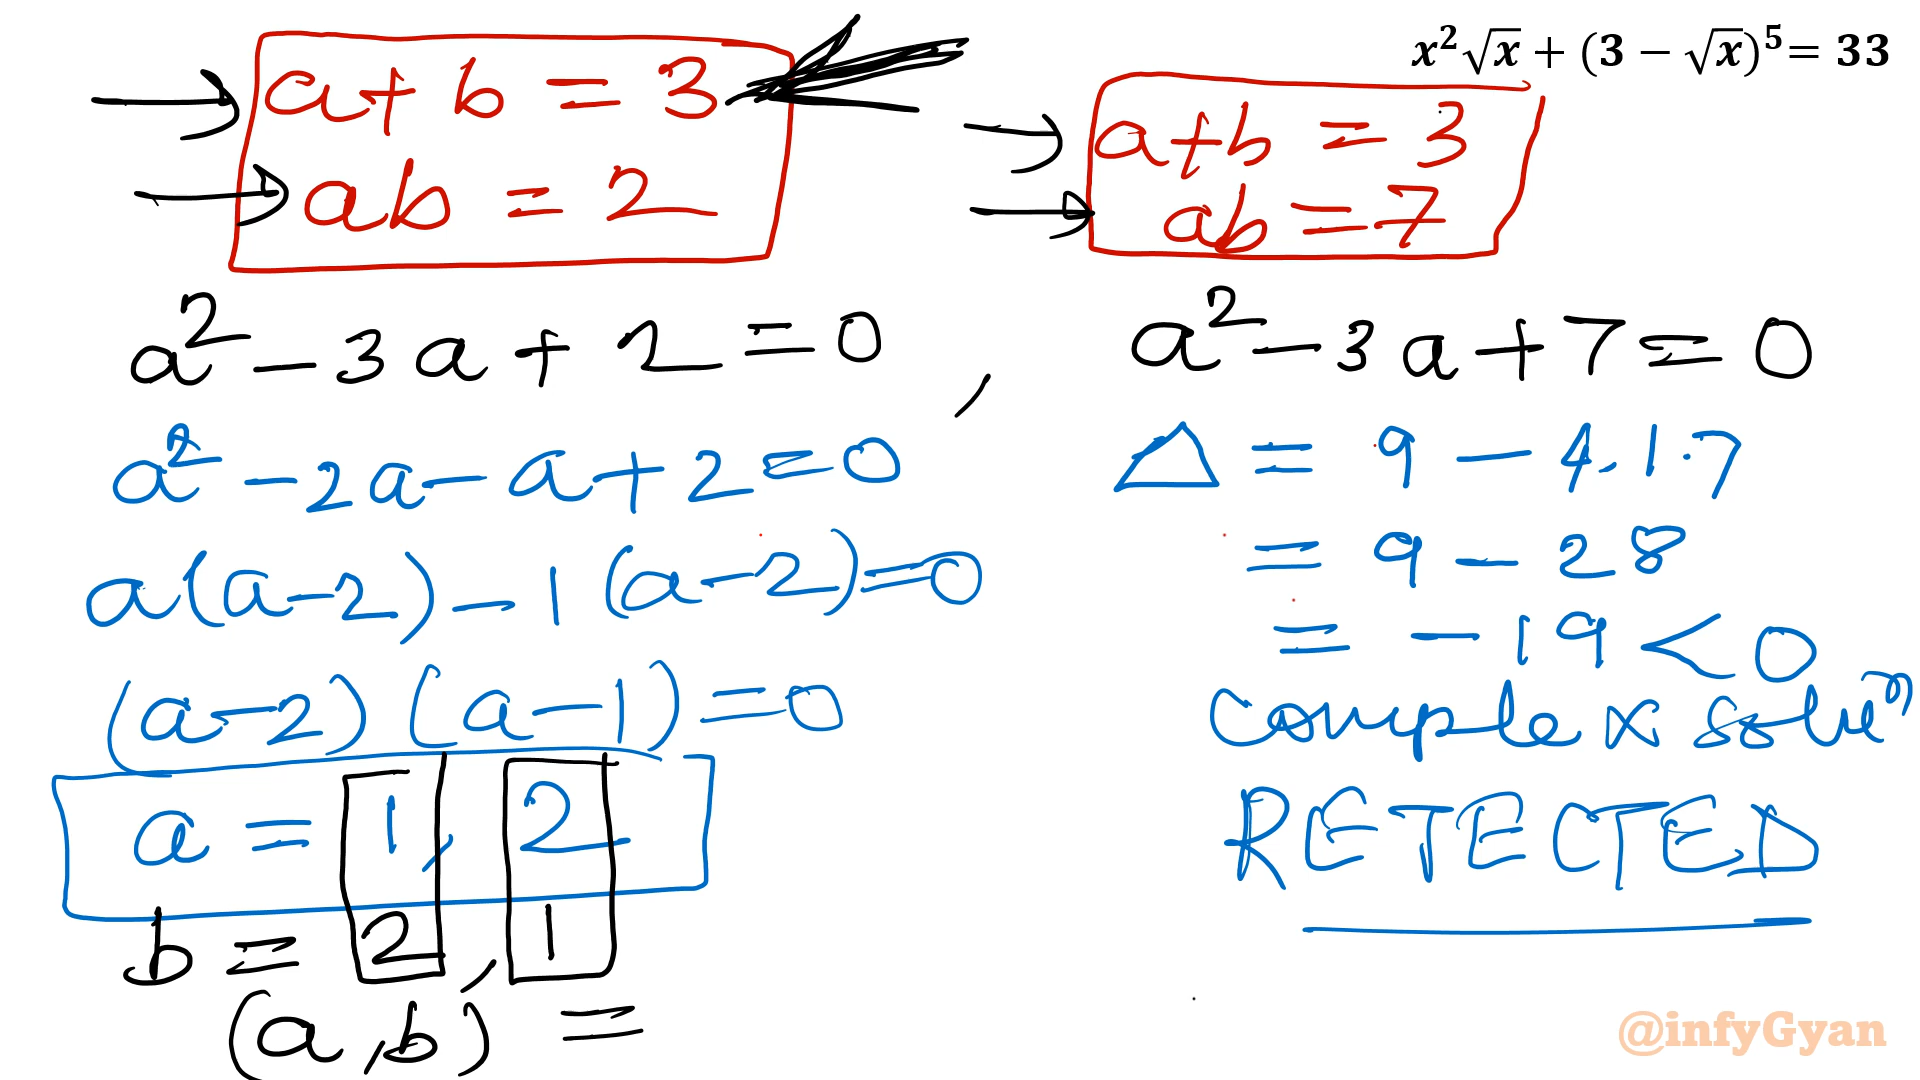 x²√x + (3 − √x)⁵= 33
a+b = 3
ab = 2
a+b = 3
ab = 7
a² − 3a + 2 = 0 , a² − 3a + 7 = 0
a² − 2a − a + 2 = 0
a(a−2) − 1(a−2) = 0
(a−2)(a−1) = 0
a = 1, 2
b = 2, 1
(a,b) =
Δ = 9 − 4.1.7
= 9 − 28
= −19 < 0
complex soluⁿ
RETECTED
@infyGyan